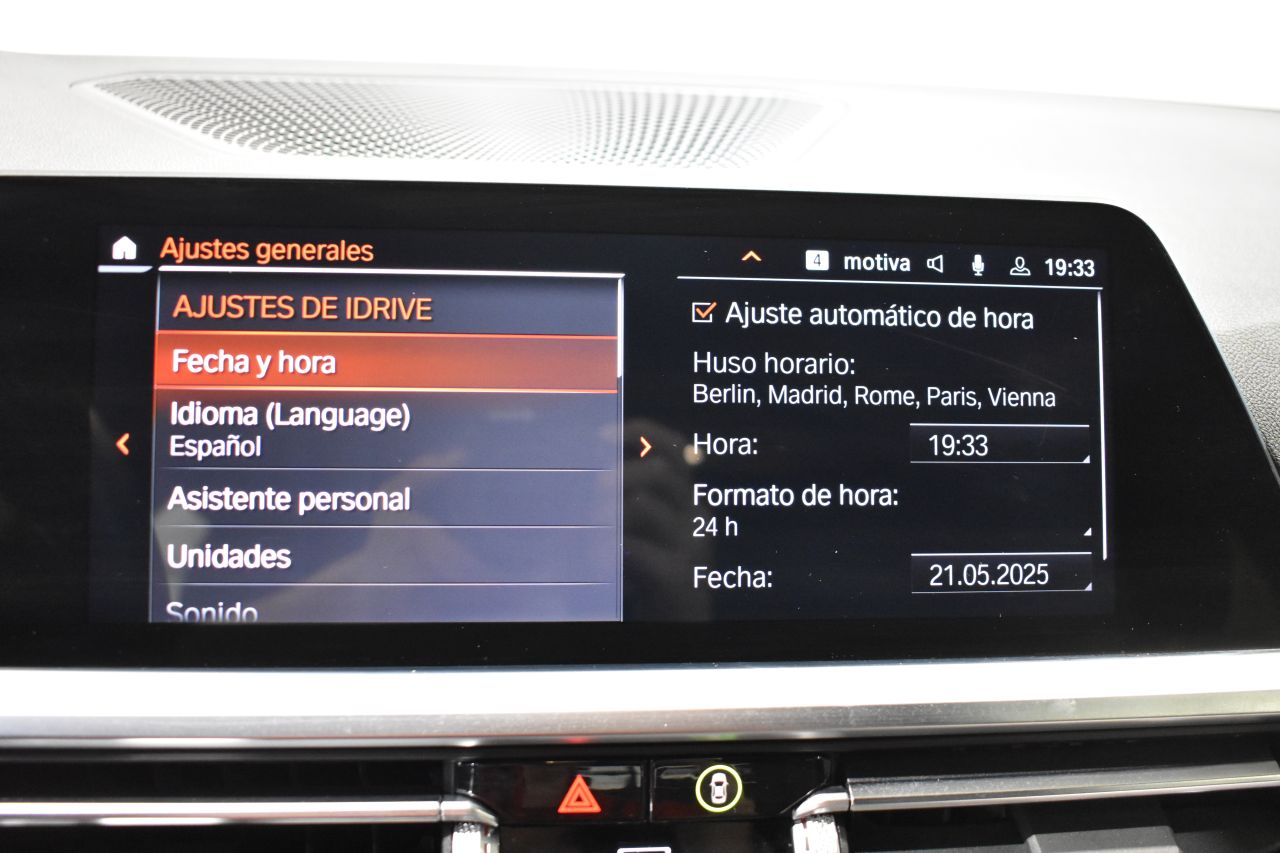 Ajustes generales
4 motiva 19:33
AJUSTES DE IDRIVE
Fecha y hora
Idioma (Language)
Español
Asistente personal
Unidades
Sonido
Ajuste automático de hora
Huso horario:
Berlin, Madrid, Rome, Paris, Vienna
Hora: 19:33
Formato de hora:
24 h
Fecha: 21.05.2025